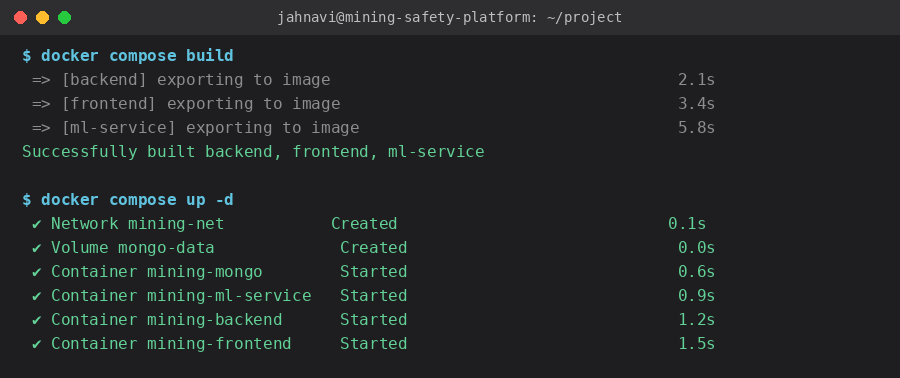 jahnavi@mining-safety-platform: ~/project
$ docker compose build
=> [backend] exporting to image 2.1s
=> [frontend] exporting to image 3.4s
=> [ml-service] exporting to image 5.8s
Successfully built backend, frontend, ml-service
$ docker compose up -d
✔ Network mining-net Created 0.1s
✔ Volume mongo-data Created 0.0s
✔ Container mining-mongo Started 0.6s
✔ Container mining-ml-service Started 0.9s
✔ Container mining-backend Started 1.2s
✔ Container mining-frontend Started 1.5s